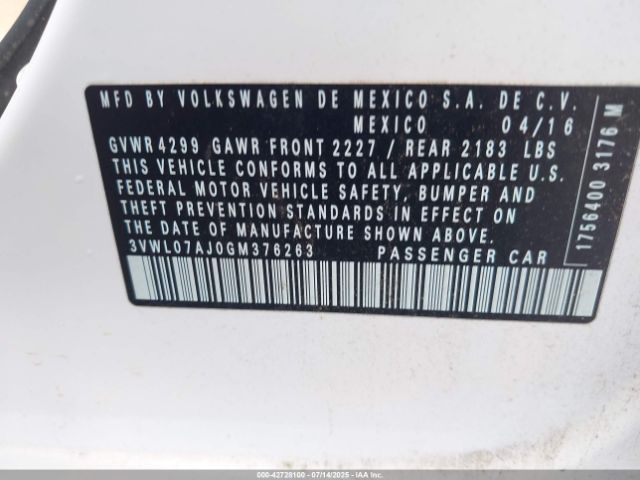 MFD BY VOLKSWAGEN DE MEXICO S.A. DE C.V.
MEXICO 04/16
GVWR 4299 GAWR FRONT 2227 / REAR 2183 LBS
THIS VEHICLE CONFORMS TO ALL APPLICABLE U.S.
FEDERAL MOTOR VEHICLE SAFETY, BUMPER AND
THEFT PREVENTION STANDARDS IN EFFECT ON
THE DATE OF MANUFACTURE SHOWN ABOVE.
3VWL07AJ0GM376263 PASSENGER CAR
1756400 3176 M
000-42728100 - 07/14/2025 - IAAI.COM